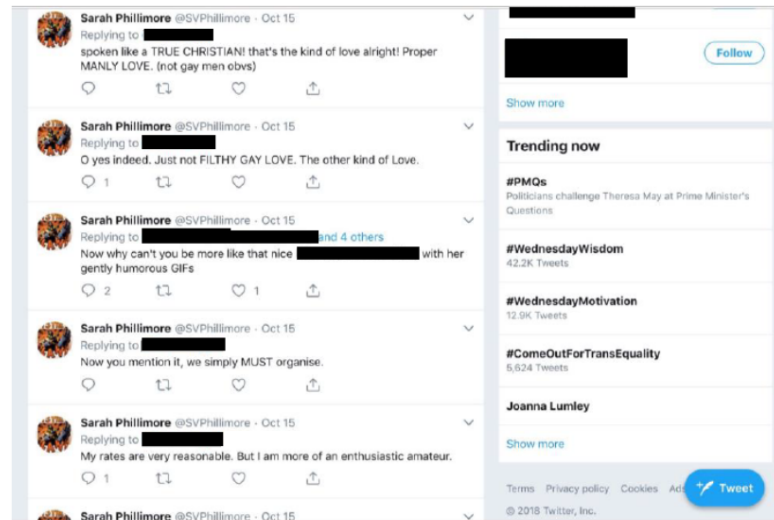 Sarah Phillimore @SVPhillimore · Oct 15
Replying to
spoken like a TRUE CHRISTIAN! that's the kind of love alright! Proper
MANLY LOVE. (not gay men obvs)
Sarah Phillimore @SVPhillimore · Oct 15
Replying to
O yes indeed. Just not FILTHY GAY LOVE. The other kind of Love.
1
Sarah Phillimore @SVPhillimore · Oct 15
Replying to and 4 others
Now why can't you be more like that nice with her
gently humorous GIFs
2 1
Sarah Phillimore @SVPhillimore · Oct 15
Replying to
Now you mention it, we simply MUST organise.
Sarah Phillimore @SVPhillimore · Oct 15
Replying to
My rates are very reasonable. But I am more of an enthusiastic amateur.
1
Sarah Phillimore @SVPhillimore · Oct 15
Follow
Show more
Trending now
#PMQs
Politicians challenge Theresa May at Prime Minister's
Questions
#WednesdayWisdom
42.2K Tweets
#WednesdayMotivation
12.9K Tweets
#ComeOutForTransEquality
5,624 Tweets
Joanna Lumley
Show more
Terms Privacy policy Cookies
© 2018 Twitter, Inc.
Tweet